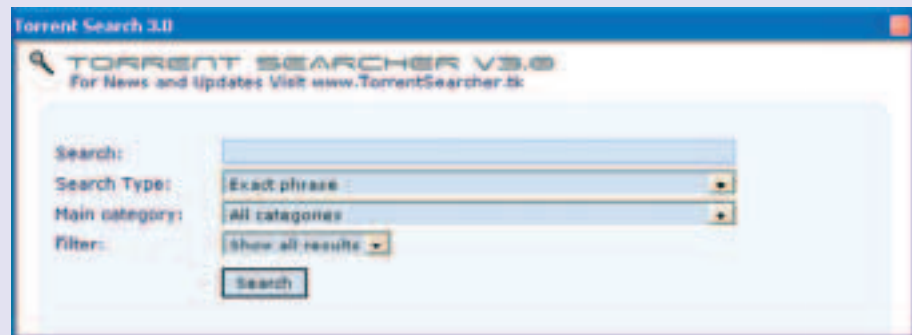 Torrent Search 3.0
TORRENT SEARCHER V3.0
For News and Updates Visit www.TorrentSearcher.tk
Search:
Search Type: Exact phrase
Main category: All categories
Filter: Show all results
Search